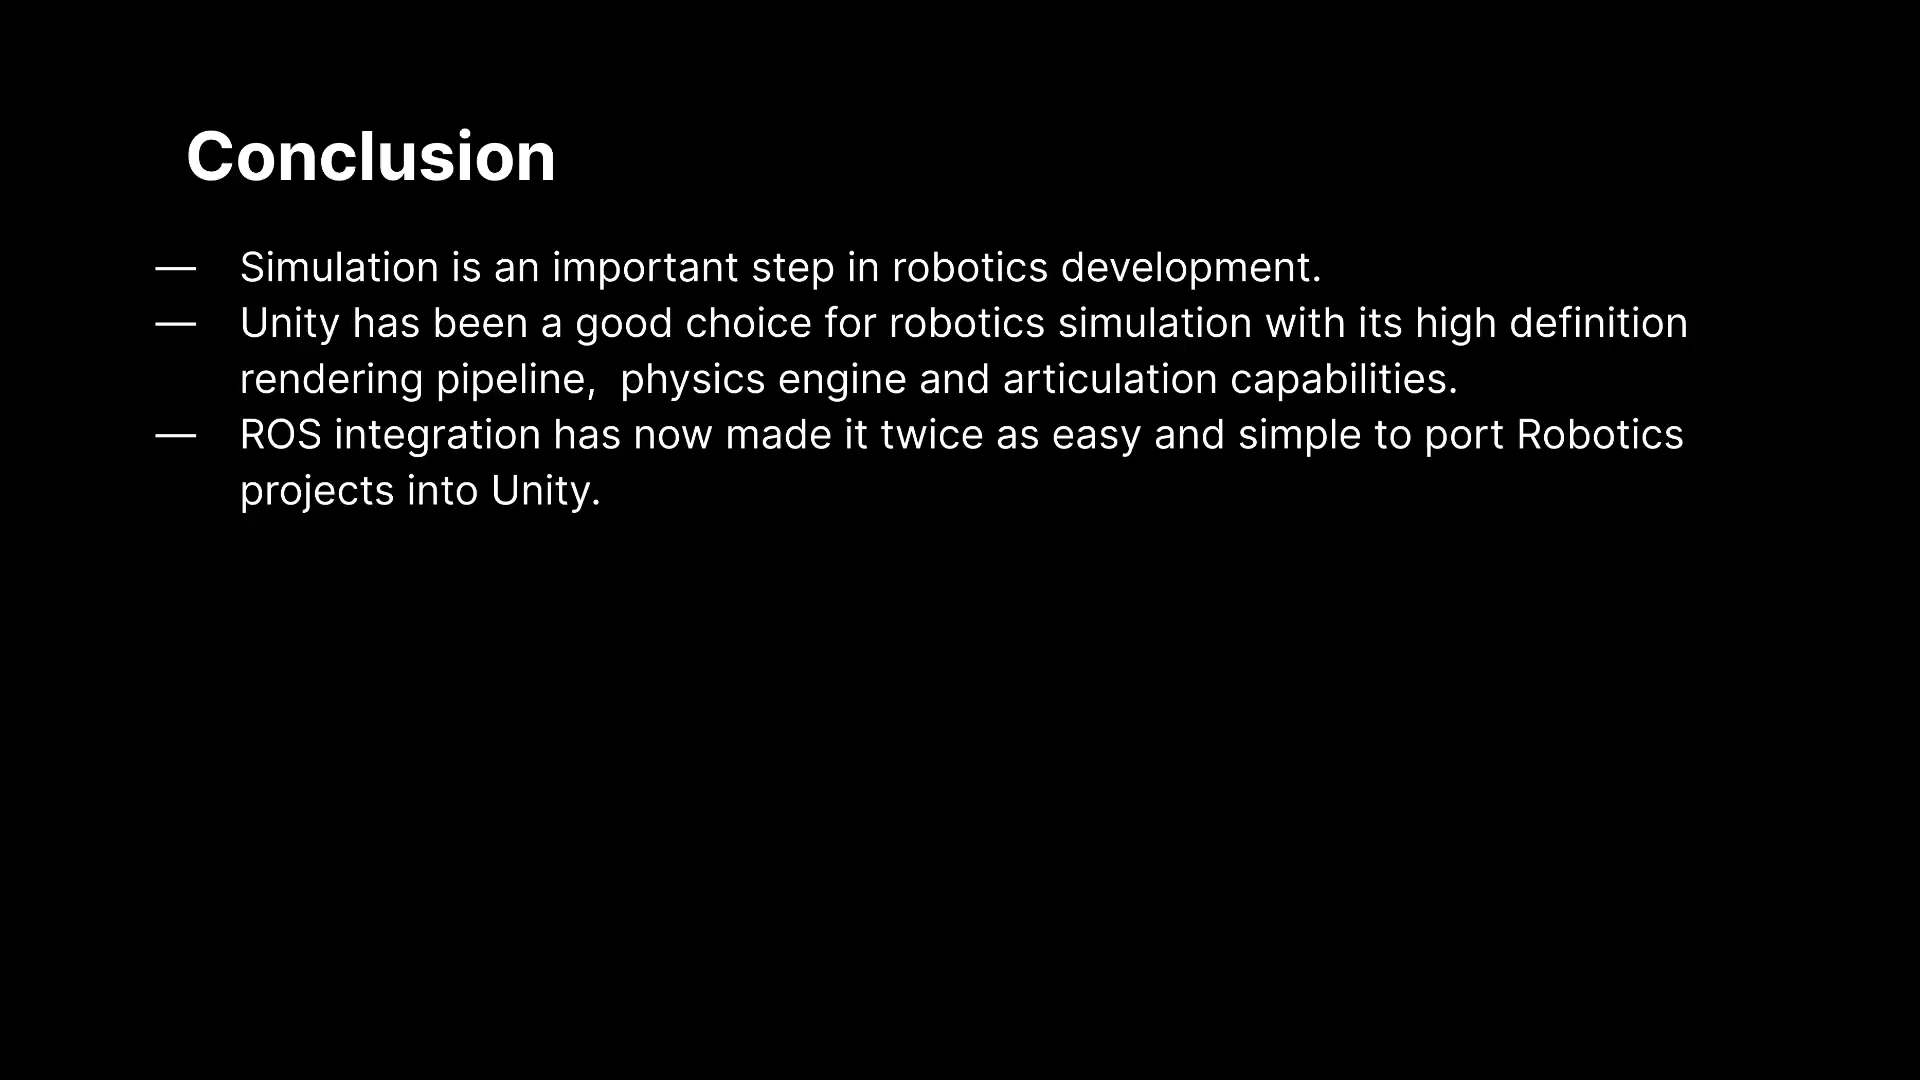 Conclusion
— Simulation is an important step in robotics development.
— Unity has been a good choice for robotics simulation with its high definition
rendering pipeline,  physics engine and articulation capabilities.
— ROS integration has now made it twice as easy and simple to port Robotics
projects into Unity.